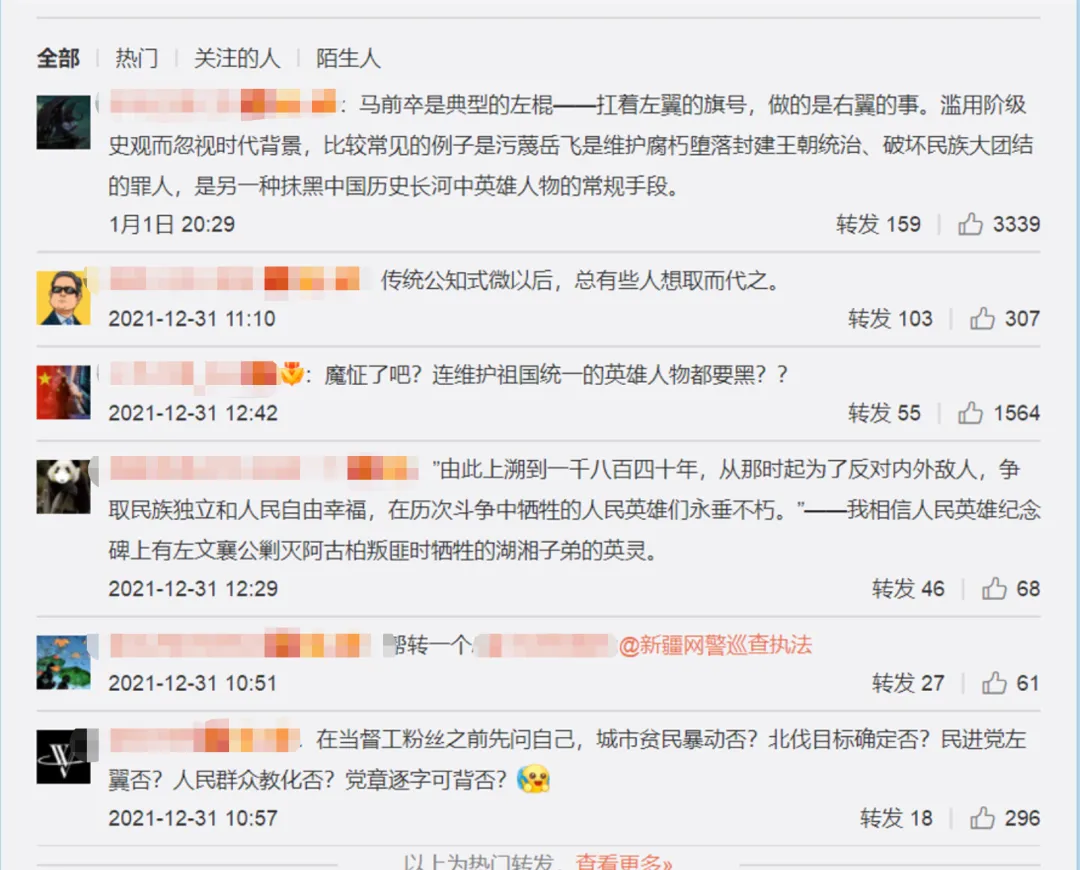 全部 热门 关注的人 陌生人
：马前卒是典型的左棍——扛着左翼的旗号，做的是右翼的事。滥用阶级
史观而忽视时代背景，比较常见的例子是污蔑岳飞是维护腐朽堕落封建王朝统治、破坏民族大团结
的罪人，是另一种抹黑中国历史长河中英雄人物的常规手段。
1月1日 20:29 转发 159 3339
传统公知式微以后，总有些人想取而代之。
2021-12-31 11:10 转发 103 307
：魔怔了吧？连维护祖国统一的英雄人物都要黑？？
2021-12-31 12:42 转发 55 1564
"由此上溯到一千八百四十年，从那时起为了反对内外敌人，争
取民族独立和人民自由幸福，在历次斗争中牺牲的人民英雄们永垂不朽。”——我相信人民英雄纪念
碑上有左文襄公剿灭阿古柏叛匪时牺牲的湖湘子弟的英灵。
2021-12-31 12:29 转发 46 68
帮转一个 @新疆网警巡查执法
2021-12-31 10:51 转发 27 61
在当督工粉丝之前先问自己，城市贫民暴动否？北伐目标确定否？民进党左
翼否？人民群众教化否？党章逐字可背否？
2021-12-31 10:57 转发 18 296
以上为热门转发，查看更多»